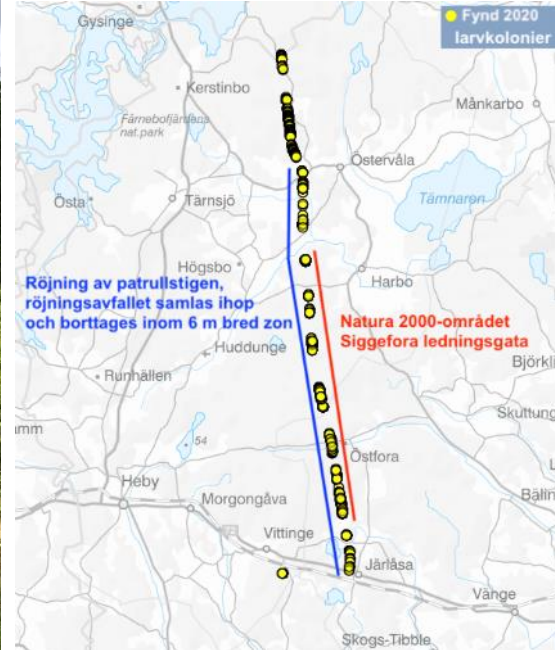 Gysinge
Fynd 2020
larvkolonier
Kerstinbo
Månkarbo
Färnebofjärdens
nat.park
Östervåla
Östa
Tärnsjö
Tämnaren
Högsbo
Harbo
Röjning av patrullstigen,
röjningsavfallet samlas ihop
och borttages inom 6 m bred zon
Natura 2000-området
Siggefora ledningsgata
Huddunge
Björkli
Runhällen
Skuttung
amm
54
Östfora
Heby
Morgongåva
Bälin
Vittinge
Järlåsa
Vänge
Skogs-Tibble